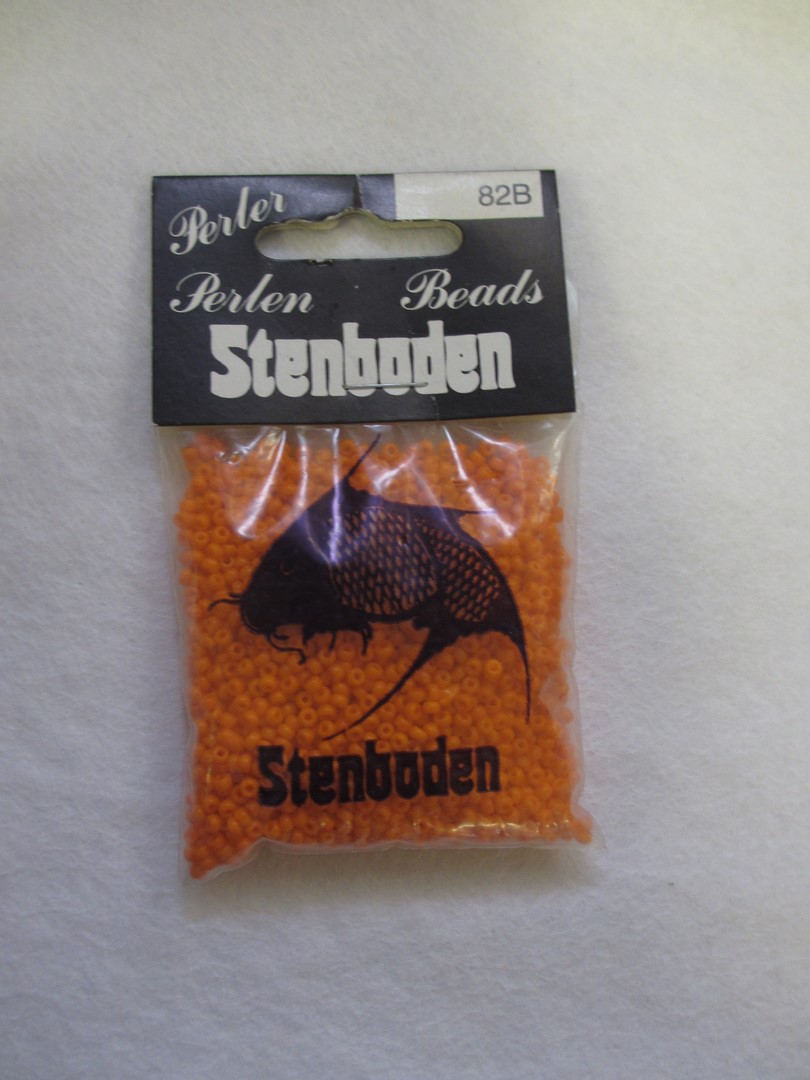 Perler
82B
Perlen Beads
Stenboden
Stenboden